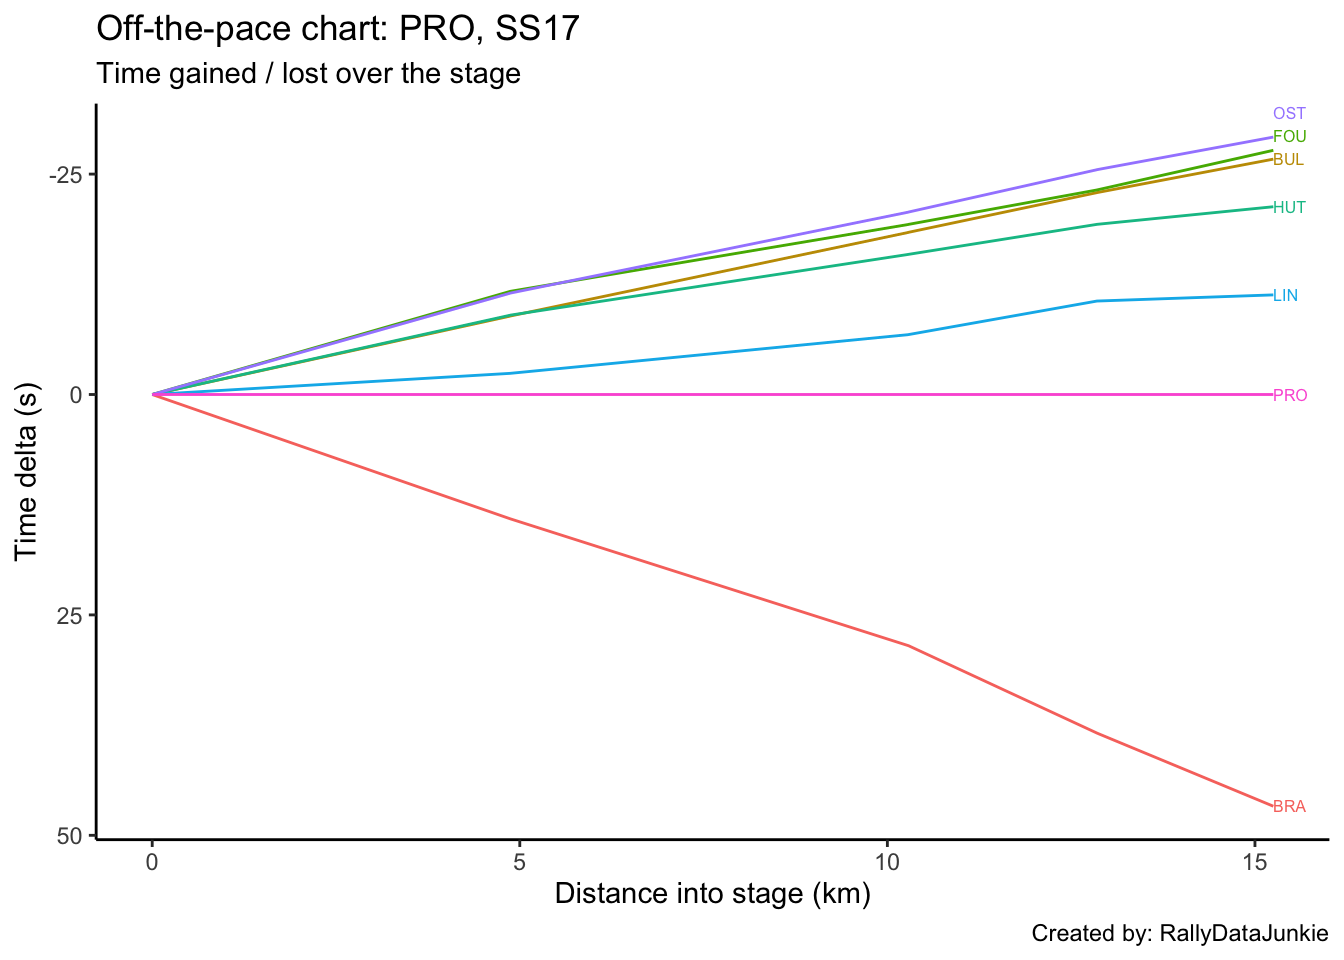 Off-the-pace chart: PRO, SS17
Time gained / lost over the stage
OST
FOU
BUL
HUT
LIN
PRO
BRA
-25
0
25
50
Time delta (s)
0 5 10 15
Distance into stage (km)
Created by: RallyDataJunkie